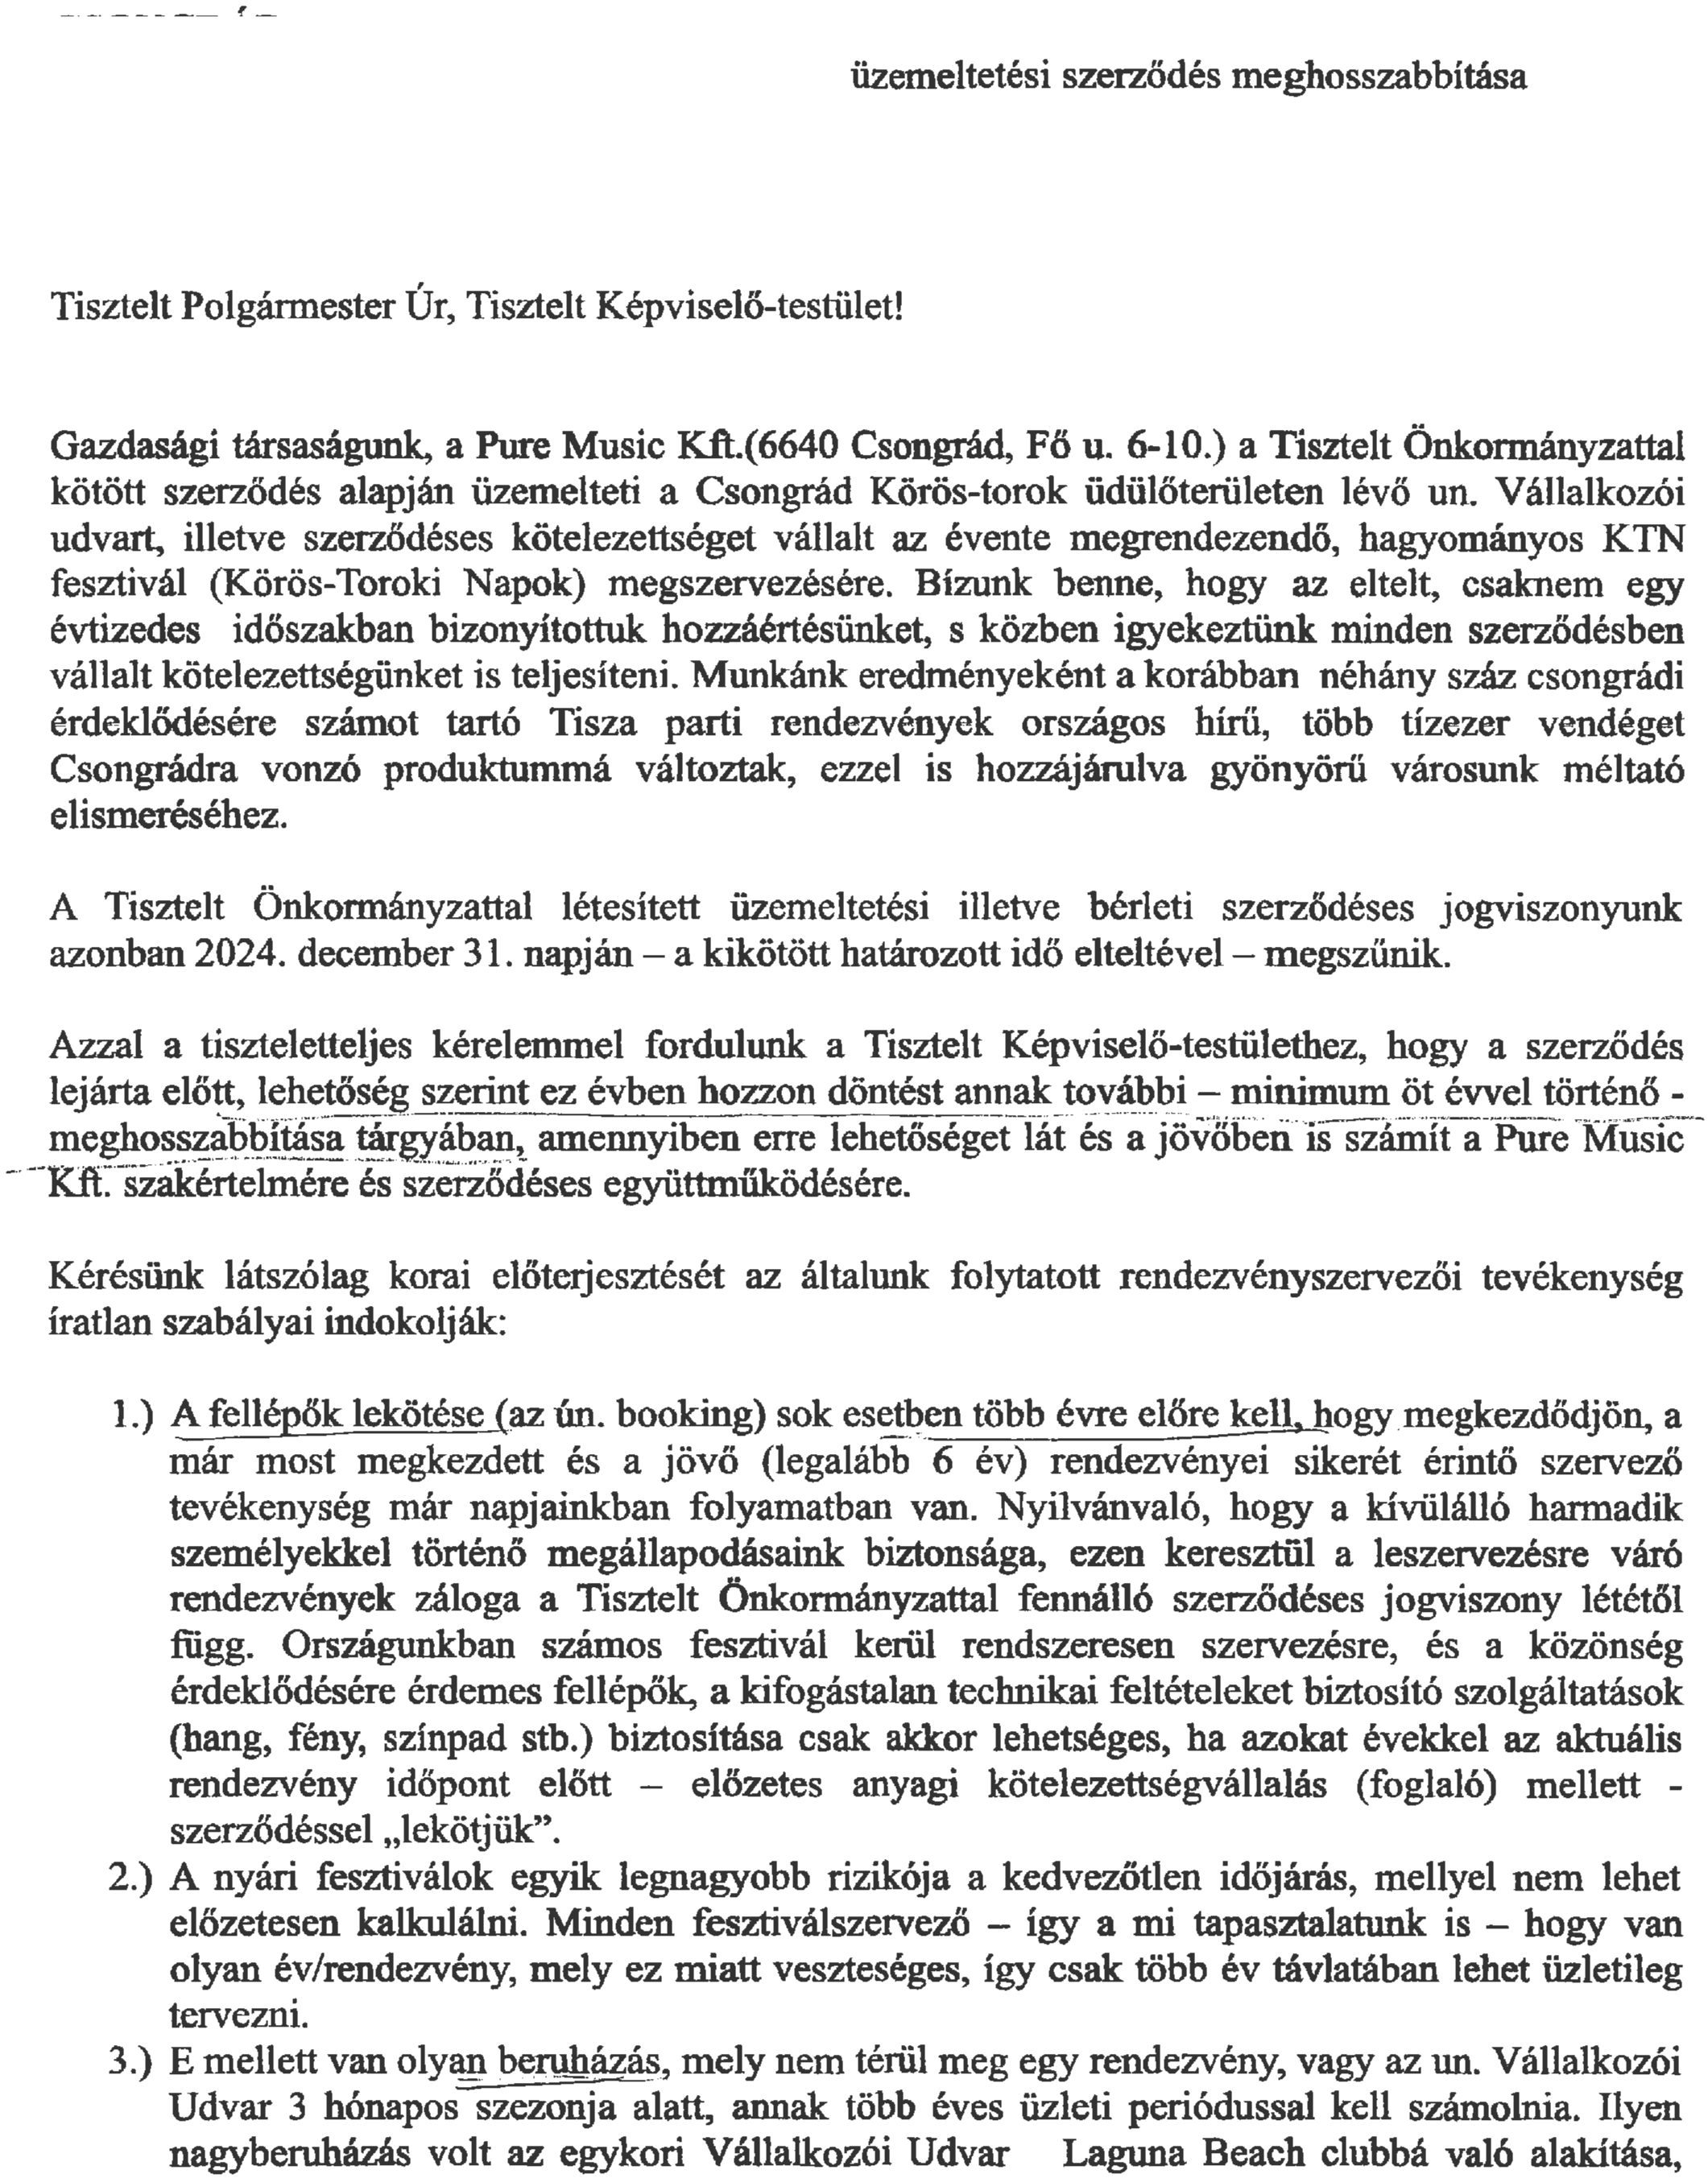 üzemeltetési szerződés meghosszabbítása
Tisztelt Polgármester Úr, Tisztelt Képviselő-testület!
Gazdasági társaságunk, a Pure Music Kft.(6640 Csongrád, Fő u. 6-10.) a Tisztelt Önkormányzattal
kötött szerződés alapján üzemelteti a Csongrád Körös-torok üdülőterületen lévő un. Vállalkozói
udvart, illetve szerződéses kötelezettséget vállalt az évente megrendezendő, hagyományos KTN
fesztivál (Körös-Toroki Napok) megszervezésére. Bízunk benne, hogy az eltelt, csaknem egy
évtizedes időszakban bizonyítottuk hozzáértésünket, s közben igyekeztünk minden szerződésben
vállalt kötelezettségünket is teljesíteni. Munkánk eredményeként a korábban néhány száz csongrádi
érdeklődésére számot tartó Tisza parti rendezvények országos hírű, több tízezer vendéget
Csongrádra vonzó produktummá változtak, ezzel is hozzájárulva gyönyörű városunk méltató
elismeréséhez.
A Tisztelt Önkormányzattal létesített üzemeltetési illetve bérleti szerződéses jogviszonyunk
azonban 2024. december 31. napján – a kikötött határozott idő elteltével – megszűnik.
Azzal a tiszteletteljes kérelemmel fordulunk a Tisztelt Képviselő-testülethez, hogy a szerződés
lejárta előtt, lehetőség szerint ez évben hozzon döntést annak további – minimum öt évvel történő -
meghosszabbítása tárgyában, amennyiben erre lehetőséget lát és a jövőben is számít a Pure Music
Kft. szakértelmére és szerződéses együttműködésére.
Kérésünk látszólag korai előterjesztését az általunk folytatott rendezvényszervezői tevékenység
íratlan szabályai indokolják:
1.) A fellépők lekötése (az ún. booking) sok esetben több évre előre kell, hogy megkezdődjön, a
már most megkezdett és a jövő (legalább 6 év) rendezvényei sikerét érintő szervező
tevékenység már napjainkban folyamatban van. Nyilvánvaló, hogy a kívülálló harmadik
személyekkel történő megállapodásaink biztonsága, ezen keresztül a leszervezésre váró
rendezvények záloga a Tisztelt Önkormányzattal fennálló szerződéses jogviszony lététől
függ. Országunkban számos fesztivál kerül rendszeresen szervezésre, és a közönség
érdeklődésére érdemes fellépők, a kifogástalan technikai feltételeket biztosító szolgáltatások
(hang, fény, színpad stb.) biztosítása csak akkor lehetséges, ha azokat évekkel az aktuális
rendezvény időpont előtt – előzetes anyagi kötelezettségvállalás (foglaló) mellett -
szerződéssel „lekötjük”.
2.) A nyári fesztiválok egyik legnagyobb rizikója a kedvezőtlen időjárás, mellyel nem lehet
előzetesen kalkulálni. Minden fesztiválszervező – így a mi tapasztalatunk is – hogy van
olyan év/rendezvény, mely ez miatt veszteséges, így csak több év távlatában lehet üzletileg
tervezni.
3.) E mellett van olyan beruházás, mely nem térül meg egy rendezvény, vagy az un. Vállalkozói
Udvar 3 hónapos szezonja alatt, annak több éves üzleti periódussal kell számolnia. Ilyen
nagyberuházás volt az egykori Vállalkozói Udvar Laguna Beach clubbá való alakítása,